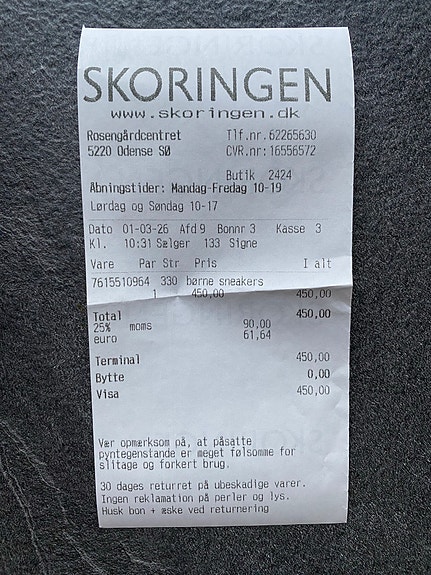 SKORINGEN
www.skoringen.dk
Rosengårdcentret Tlf.nr.62265630
5220 Odense SØ CVR.nr:16556572
Butik 2424
Åbningstider: Mandag-Fredag 10-19
Lørdag og Søndag 10-17
Dato 01-03-26 Afd 9 Bonnr 3 Kasse 3
Kl. 10:31 Sælger 133 Signe
Vare Par Str Pris I alt
7615510964 330 børne sneakers
1 450,00 450,00
Total 450,00
25% moms 90,00
euro 61,64
Terminal 450,00
Bytte 0,00
Visa 450,00
Vær opmærksom på, at påsatte
pyntegenstande er meget følsomme for
slitage og forkert brug.
30 dages returret på ubeskadige varer.
Ingen reklamation på perler og lys.
Husk bon + æske ved returnering